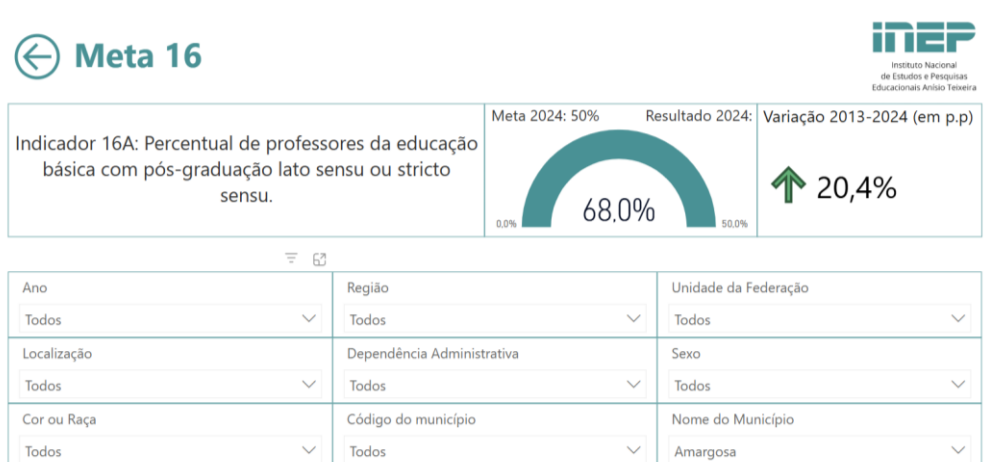 Meta 16
INEP
Instituto Nacional
de Estudos e Pesquisas
Educacionais Anísio Teixeira
Indicador 16A: Percentual de professores da educação
básica com pós-graduação lato sensu ou stricto
sensu.
Meta 2024: 50%
Resultado 2024:
68,0%
0,0%
50,0%
Variação 2013-2024 (em p.p)
20,4%
Ano
Todos
Região
Todos
Unidade da Federação
Todos
Localização
Todos
Dependência Administrativa
Todos
Sexo
Todos
Cor ou Raça
Todos
Código do município
Todos
Nome do Município
Amargosa